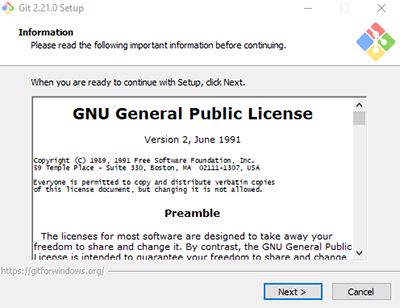 Git 2.21.0 Setup
Information
Please read the following important information before continuing.
When you are ready to continue with Setup, click Next.
GNU General Public License
Version 2, June 1991
Copyright (C) 1989, 1991 Free Software Foundation, Inc.
59 Temple Place - Suite 330, Boston, MA  02111-1307, USA
Everyone is permitted to copy and distribute verbatim copies
of this license document, but changing it is not allowed.
Preamble
The licenses for most software are designed to take away your
freedom to share and change it. By contrast, the GNU General Public
License is intended to guarantee your freedom to share and change
https://gitforwindows.org/
Next >
Cancel